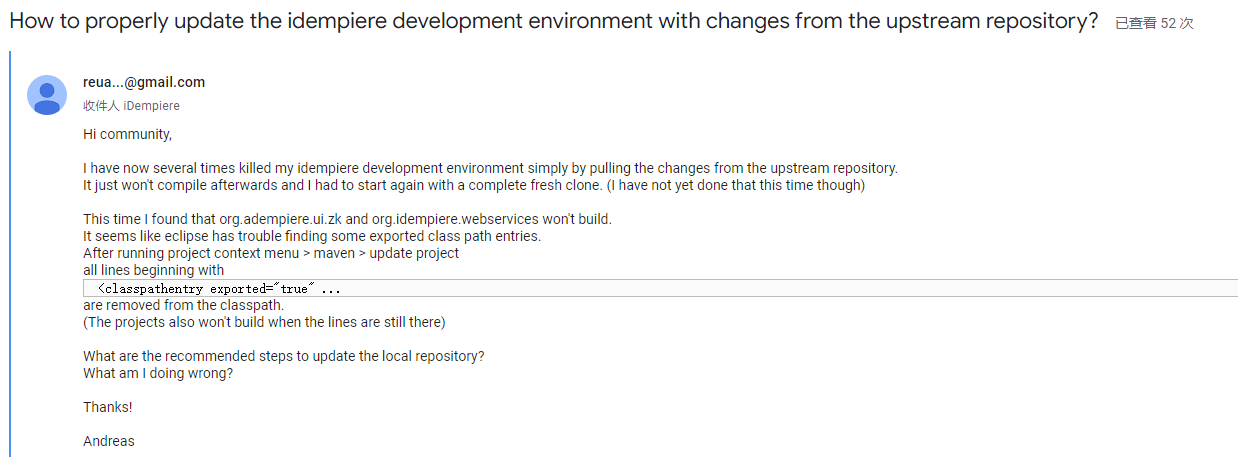 How to properly update the idempiere development environment with changes from the upstream repository? 已查看 52 次
reua...@gmail.com
收件人 iDempiere
Hi community,
I have now several times killed my idempiere development environment simply by pulling the changes from the upstream repository.
It just won't compile afterwards and I had to start again with a complete fresh clone. (I have not yet done that this time though)
This time I found that org.adempiere.ui.zk and org.idempiere.webservices won't build.
It seems like eclipse has trouble finding some exported class path entries.
After running project context menu > maven > update project
all lines beginning with
<classpathentry exported="true" ...
are removed from the classpath.
(The projects also won't build when the lines are still there)
What are the recommended steps to update the local repository?
What am I doing wrong?
Thanks!
Andreas